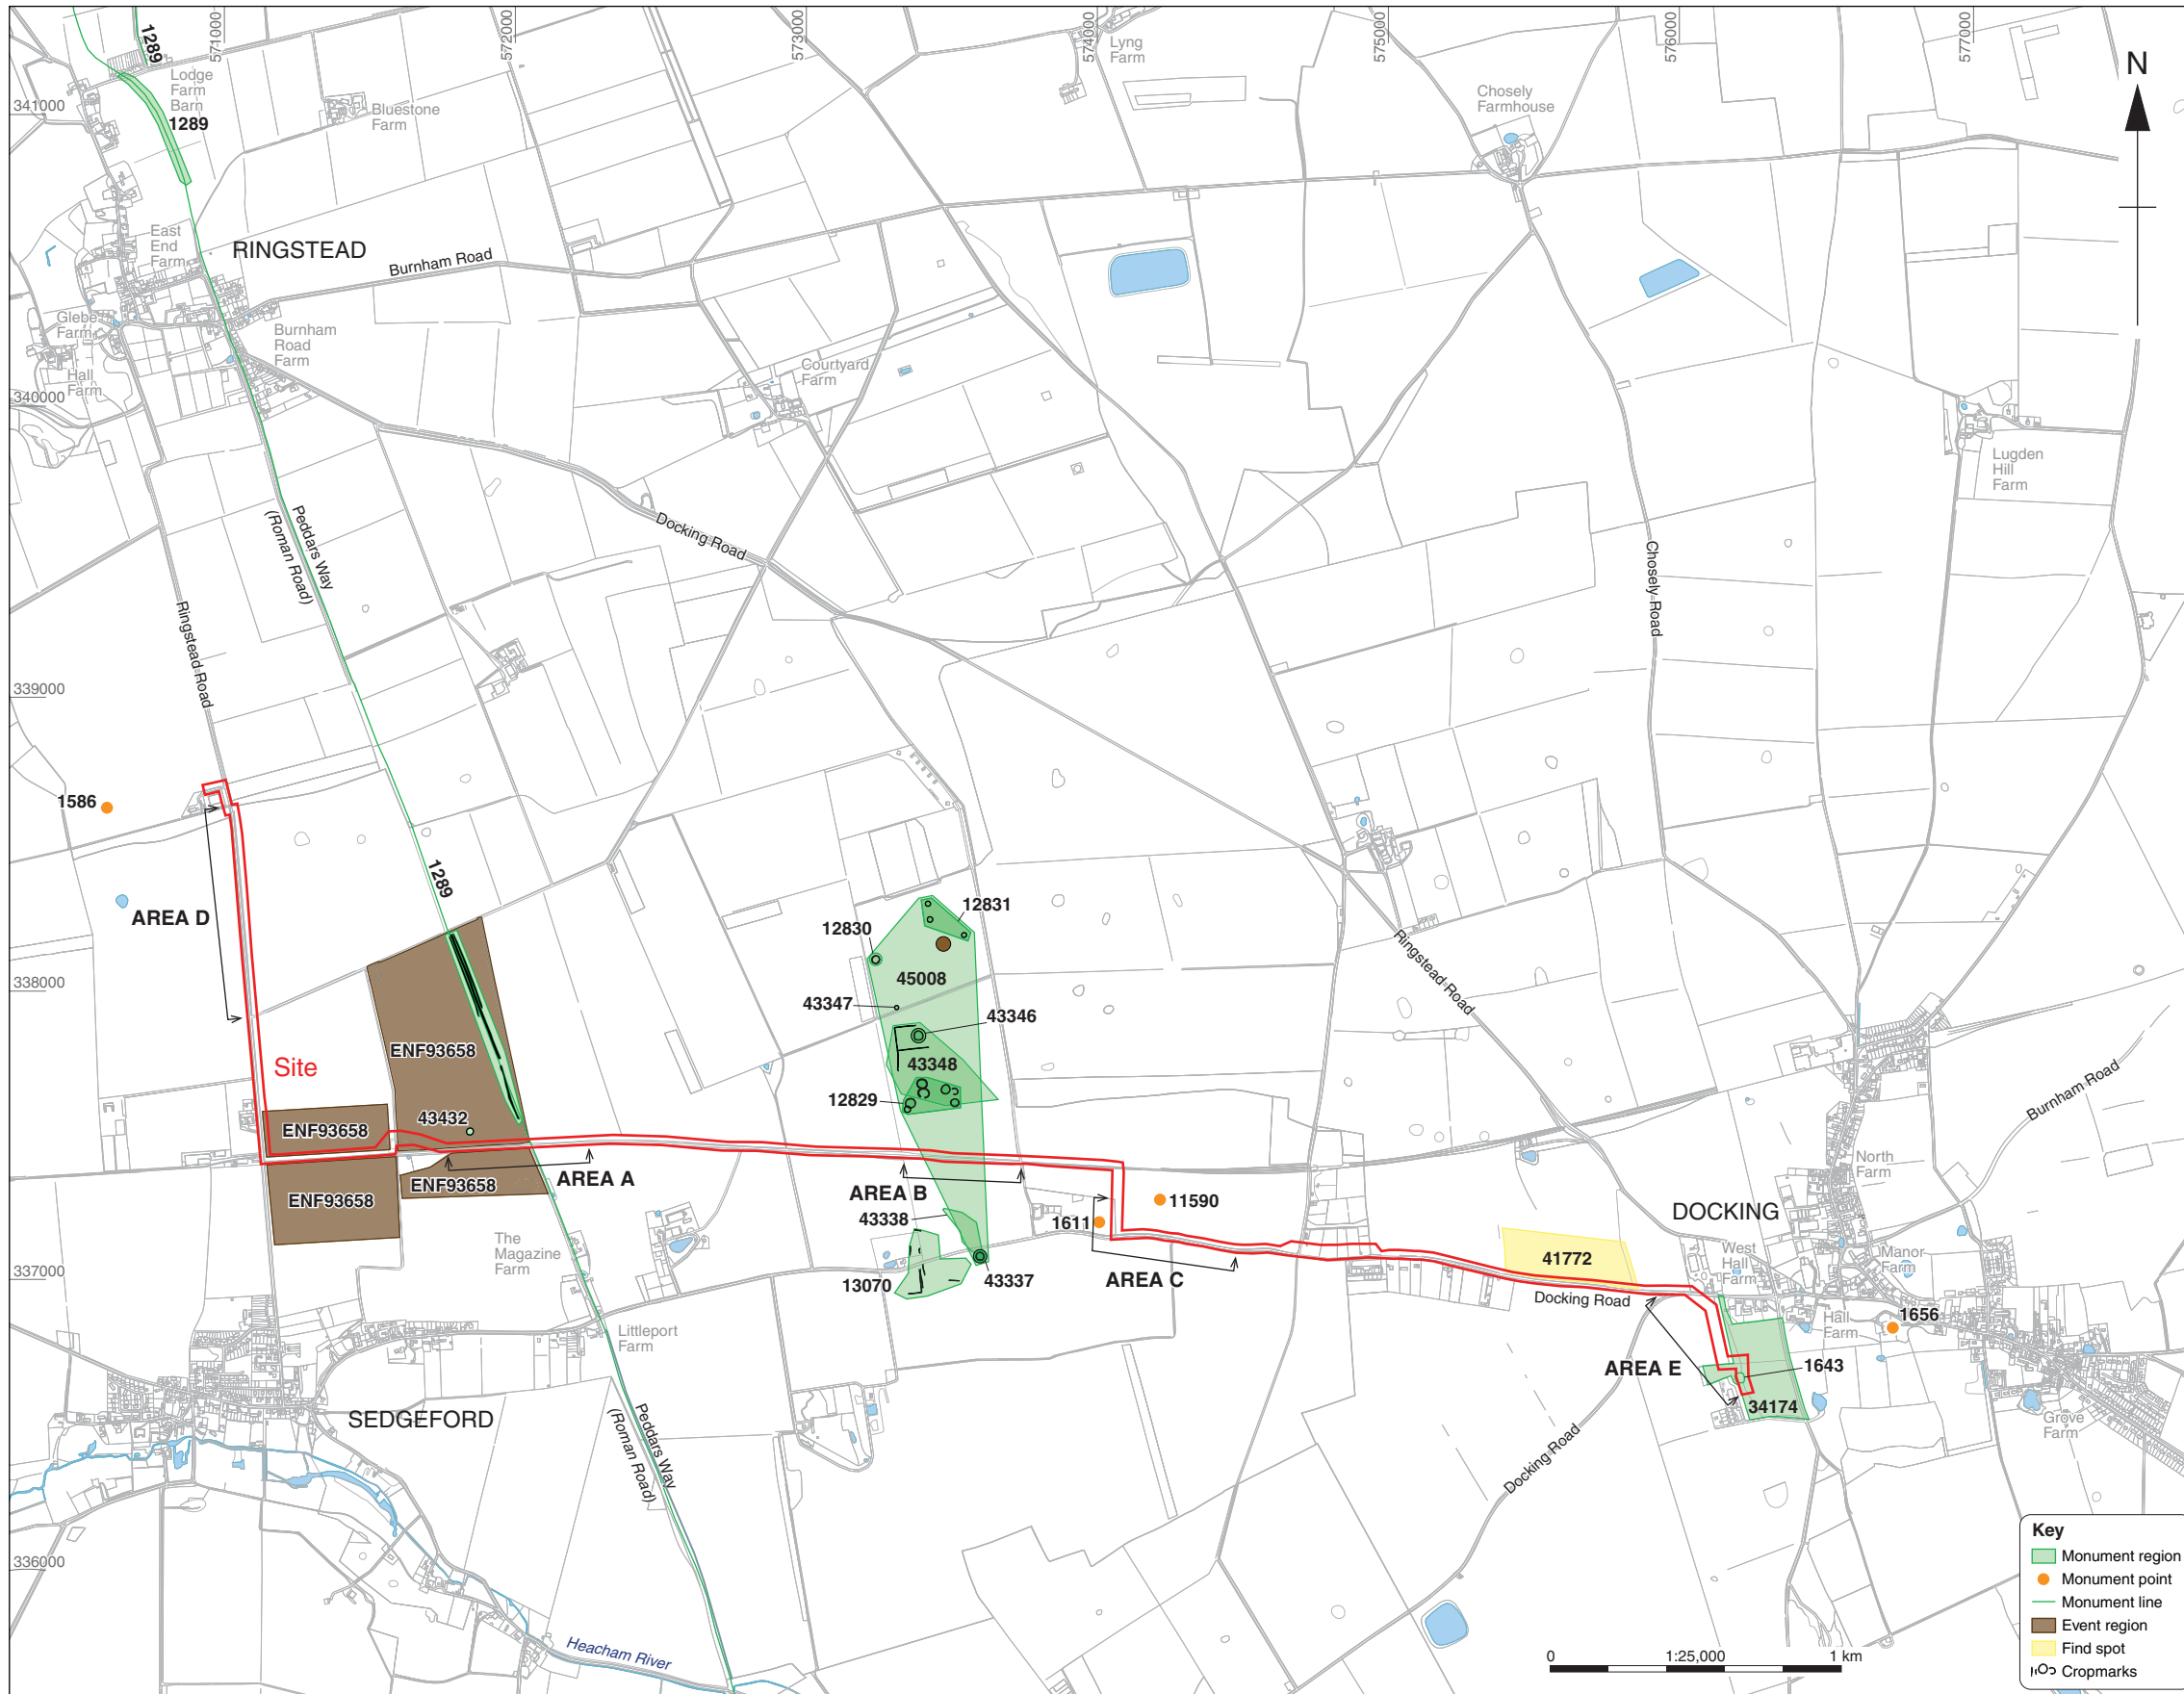 571000
572000
573000
574000
575000
576000
577000
341000
340000
339000
338000
337000
336000
N
1289
Lodge
Farm
Barn
1289
Bluestone
Farm
Lyng
Farm
Chosely
Farmhouse
East
End
Farm
RINGSTEAD
Burnham Road
Glebe
Farm
Hall
Farm
Burnham
Road
Farm
Courtyard
Farm
Lugden
Hill
Farm
Peddars Way
(Roman Road)
Docking Road
Ringstead Road
Chosely Road
1586
AREA D
1289
12831
12830
45008
43347
43346
43348
12829
Ringstead Road
Site
ENF93658
43432
ENF93658
ENF93658
ENF93658
AREA A
AREA B
43338
13070
43337
1611
11590
AREA C
41772
Docking Road
Burnham Road
North
Farm
DOCKING
West
Hall
Farm
Manor
Farm
1656
Hall
Farm
1643
AREA E
34174
Grove
Farm
The
Magazine
Farm
Littleport
Farm
SEDGEFORD
Peddars Way
(Roman Road)
Docking Road
Heacham River
0 1:25,000 1 km
Key
Monument region
Monument point
Monument line
Event region
Find spot
Cropmarks